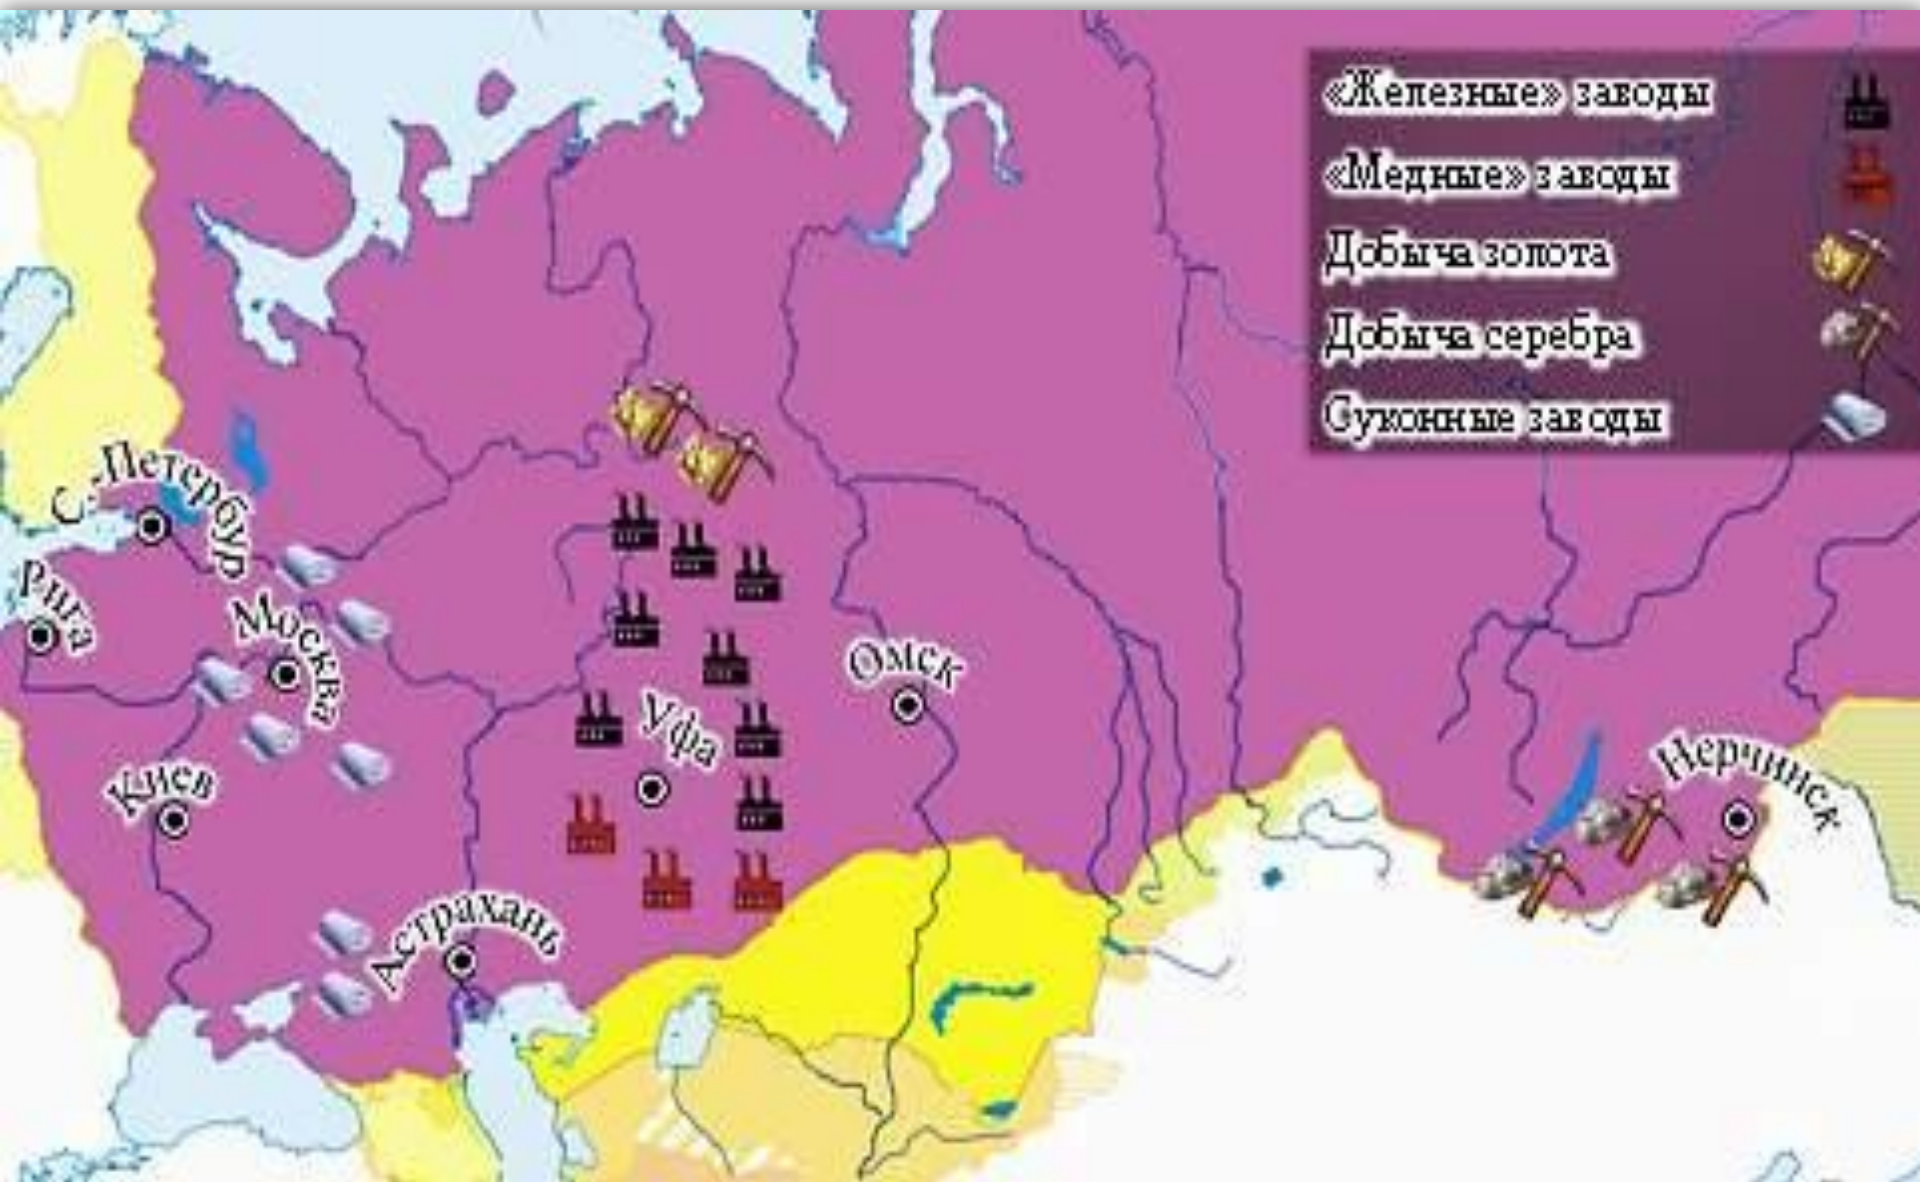 «Железные» заводы
«Медные» заводы
Добыча золота
Добыча серебра
Суконные заводы
С.-Петербург
Рига
Москва
Киев
Астрахань
Уфа
Омск
Нерчинск